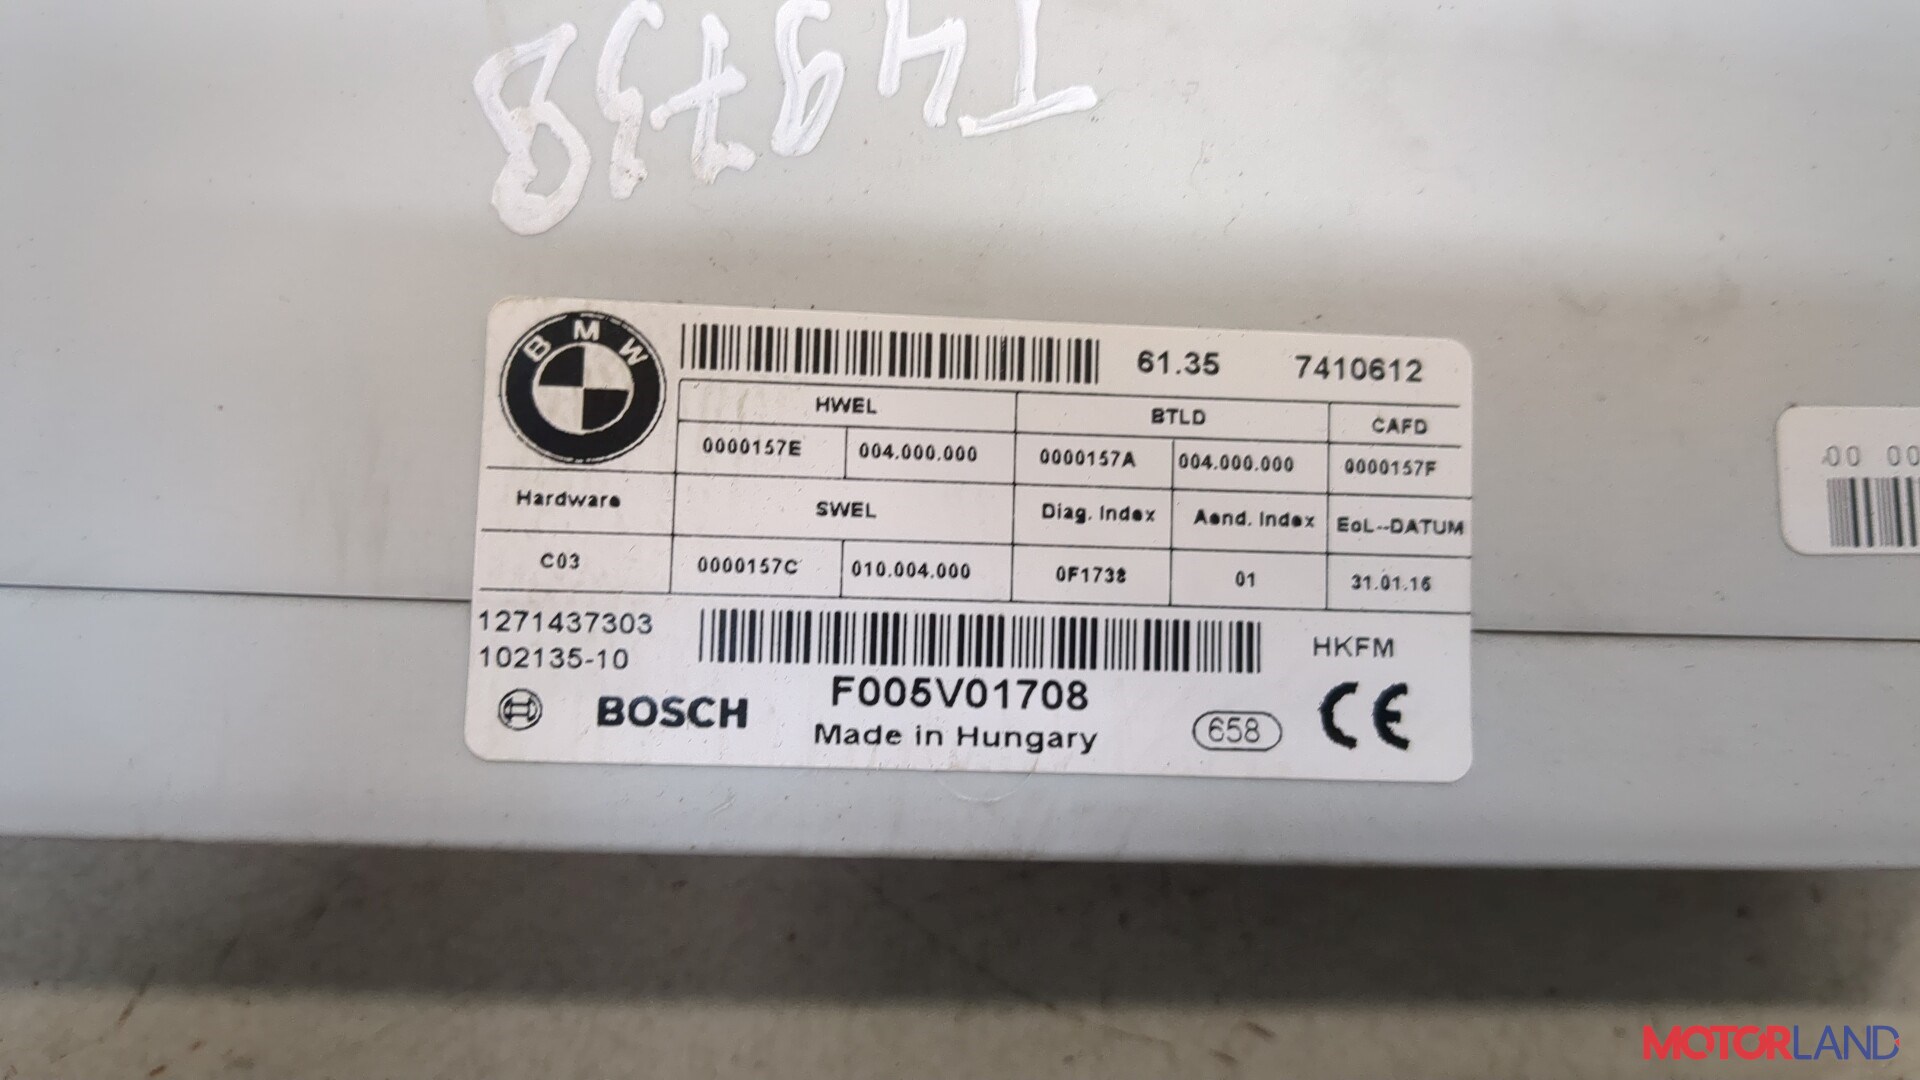 T49738
BMW
61.35 7410612
HWEL BTLD CAFD
0000157E 004.000.000 0000157A 004.000.000 0000157F
Hardware SWEL Diag. Index Aend. Index EoL--DATUM
C03 0000157C 010.004.000 0F1738 01 31.01.16
1271437303
102135-10
HKFM
F005V01708
BOSCH
Made in Hungary
658
CE
00 00
MOTORLAND